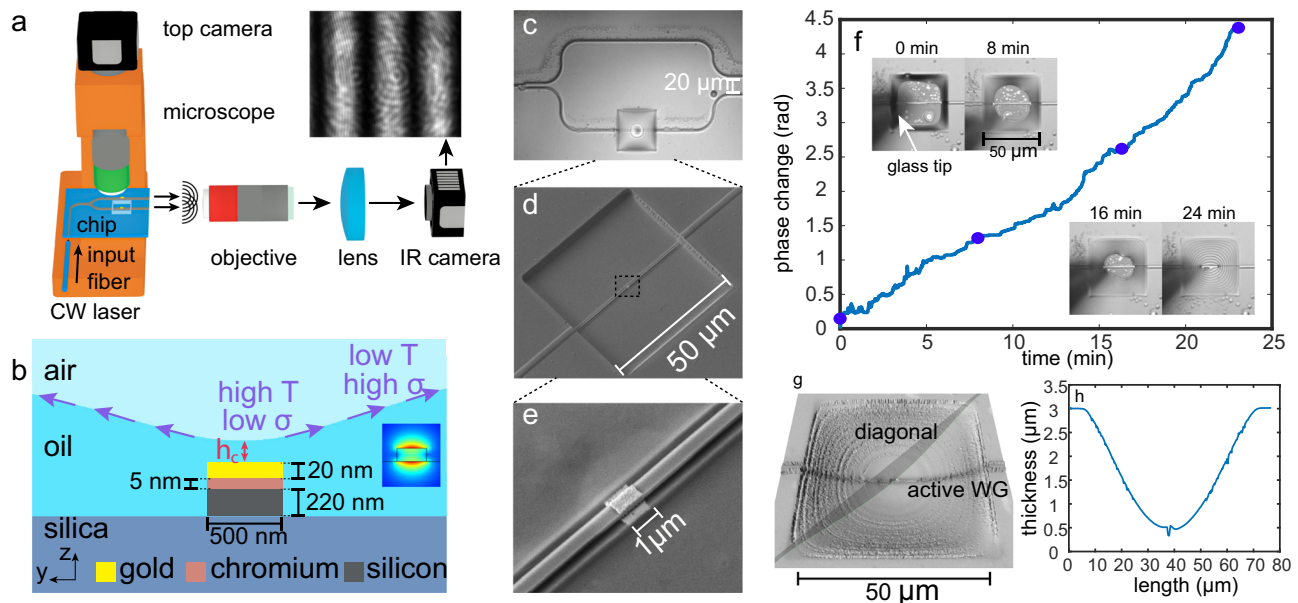 a
top camera
microscope
chip
input
fiber
CW laser
objective
lens
IR camera
b
air
oil
silica
high T
low σ
low T
high σ
h_c
5 nm
20 nm
220 nm
500 nm
z
y
gold
chromium
silicon
c
20 µm
d
50 µm
e
1µm
f
phase change (rad)
4.5
4
3.5
3
2.5
2
1.5
1
0.5
0
0 5 10 15 20 25
time (min)
0 min 8 min
glass tip
50 µm
16 min 24 min
g
diagonal
active WG
50 µm
h
thickness (µm)
3.5
3
2.5
2
1.5
1
0.5
0
0 10 20 30 40 50 60 70 80
length (µm)